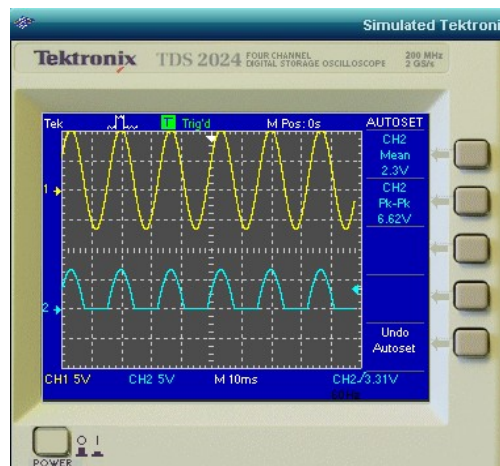 Simulated Tektroni
Tektronix TDS 2024 FOUR CHANNEL DIGITAL STORAGE OSCILLOSCOPE 200 MHz 2 GS/s
Tek T Trig'd M Pos: 0s AUTOSET
CH2
Mean
2.3V
1
CH2
Pk-Pk
6.62V
2
Undo
Autoset
CH1 5V CH2 5V M 10ms CH2 / 3.31V
POWER